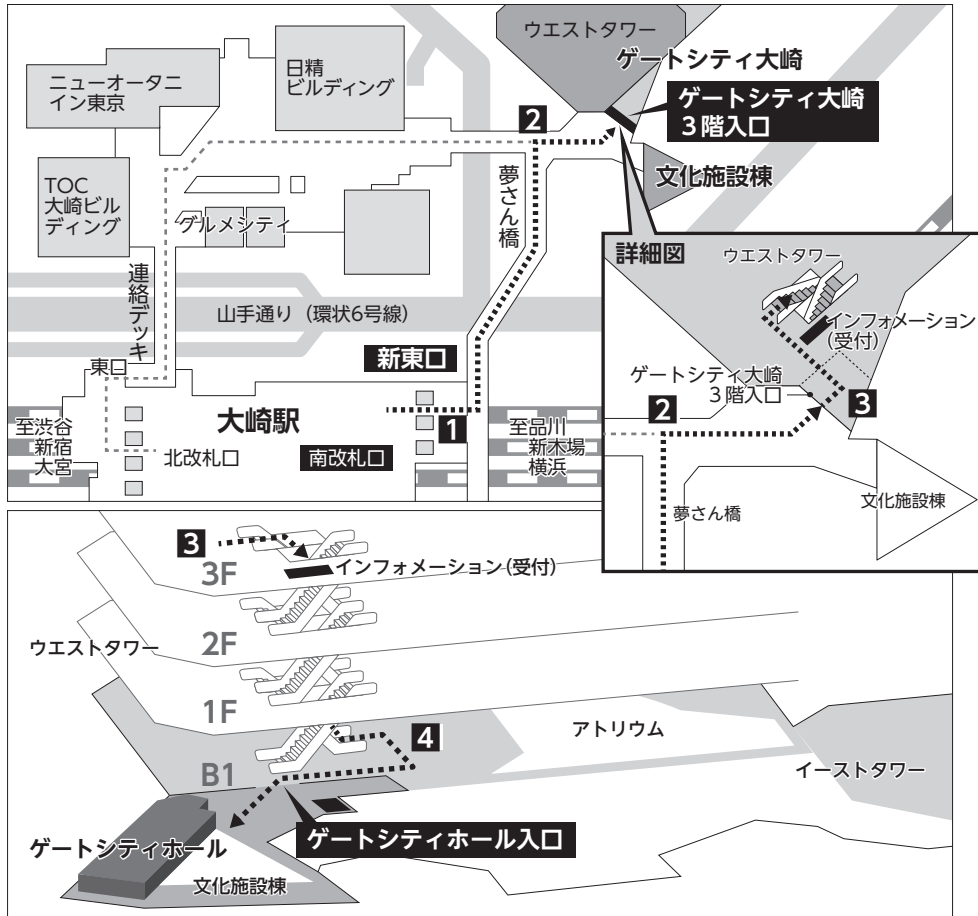 ウエストタワー
ゲートシティ大崎
ゲートシティ大崎
3階入口
ニューオータニ
イン東京
日精
ビルディング
2
文化施設棟
TOC
大崎ビル
ディング
グルメシティ
夢さん橋
連絡デッキ
山手通り（環状6号線）
東口
新東口
大崎駅
1
至渋谷
新宿
大宮
北改札口
南改札口
至品川
新木場
横浜
詳細図
ウエストタワー
インフォメーション
(受付)
ゲートシティ大崎
3階入口
2
3
夢さん橋
文化施設棟
3
3F
インフォメーション(受付)
ウエストタワー
2F
1F
4
アトリウム
B1
イーストタワー
ゲートシティホール
ゲートシティホール入口
文化施設棟